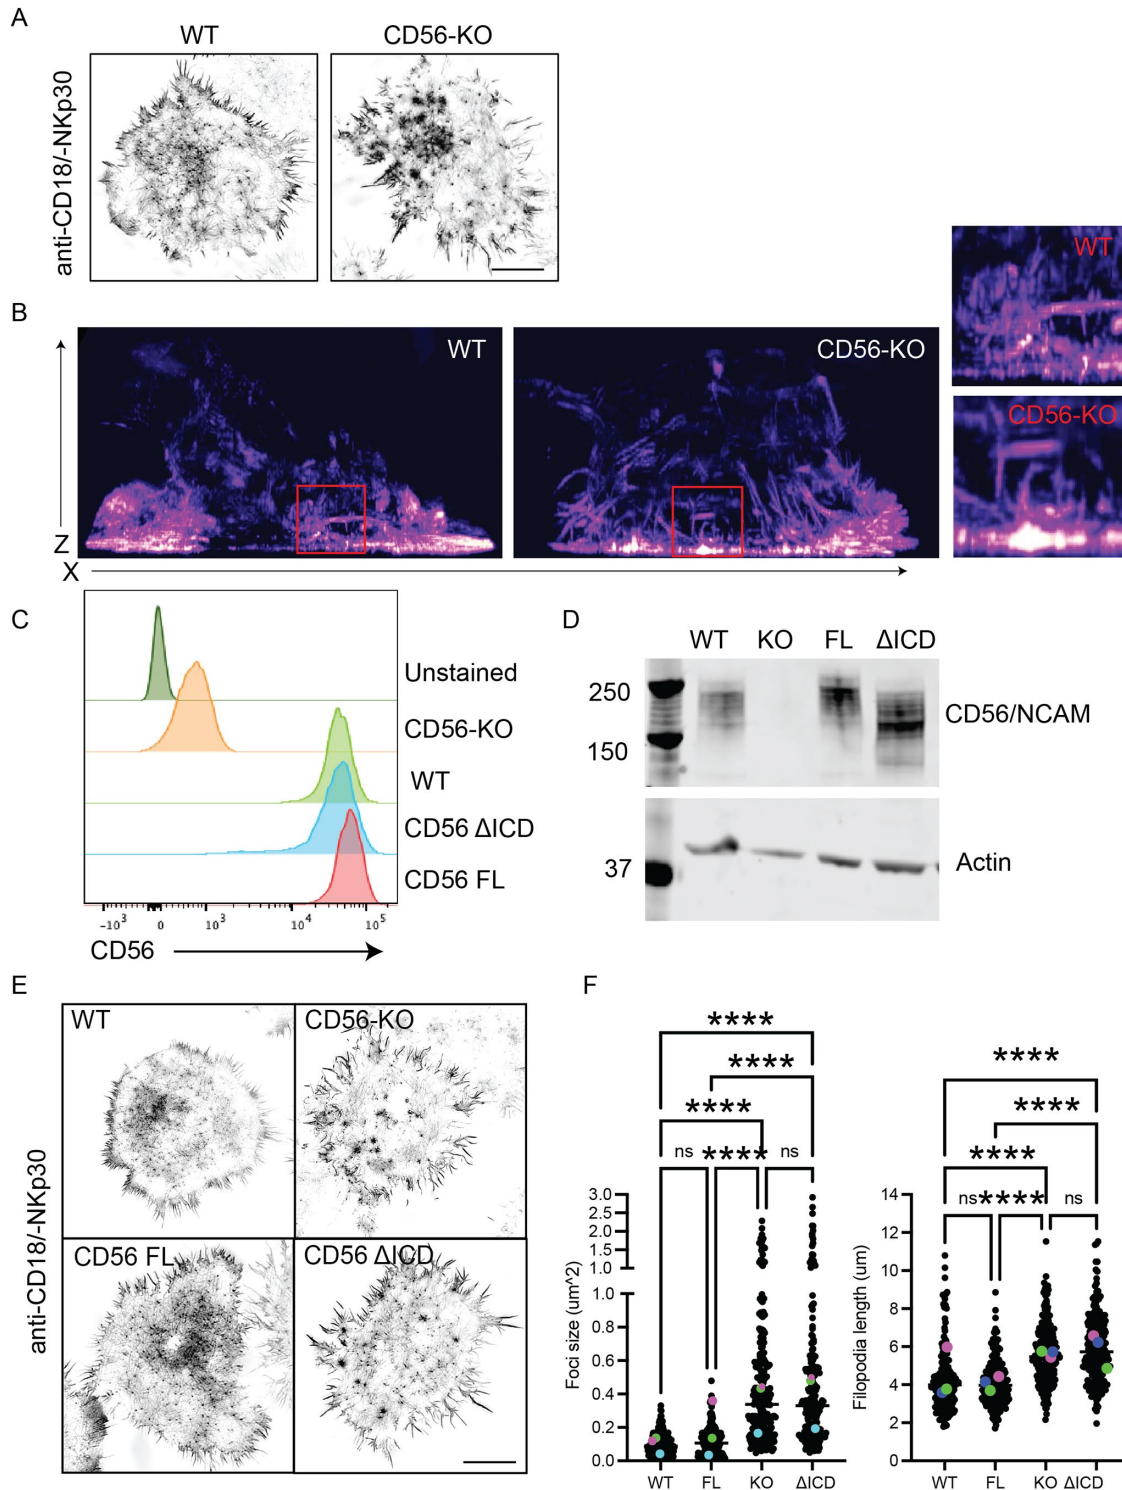 A
WT
CD56-KO
anti-CD18/-NKp30
B
WT
CD56-KO
WT
CD56-KO
Z
X
C
Unstained
CD56-KO
WT
CD56 ΔICD
CD56 FL
-10³ 0 10³ 10⁴ 10⁵
CD56
D
WT KO FL ΔICD
250
150
CD56/NCAM
37
Actin
E
WT
CD56-KO
CD56 FL
CD56 ΔICD
anti-CD18/-NKp30
F
****
****
****
ns **** ns
Foci size (um^2)
3.0
2.5
2.0
1.5
1.0
1.0
0.8
0.6
0.4
0.2
0.0
WT FL KO ΔICD
****
****
****
ns **** ns
Filopodia length (um)
14
12
10
8
6
4
2
0
WT FL KO ΔICD